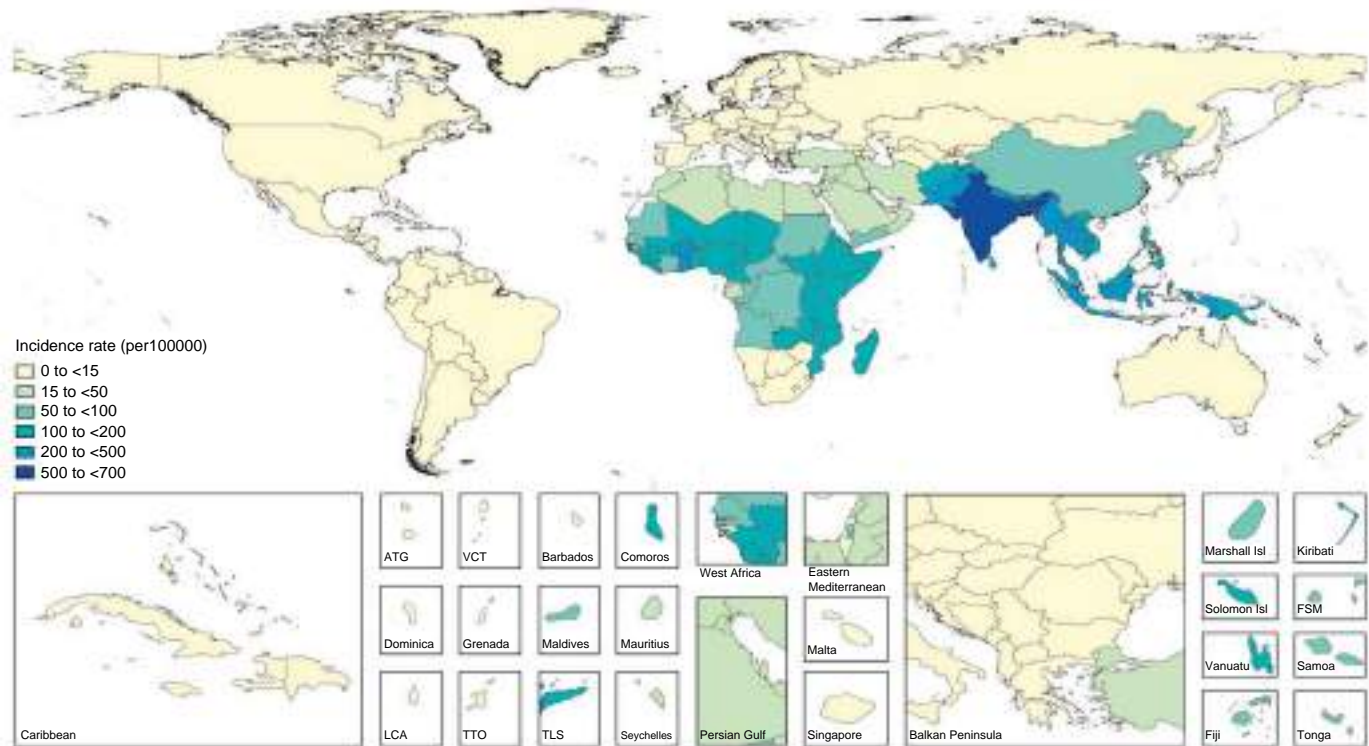 Incidence rate (per100000)
0 to <15
15 to <50
50 to <100
100 to <200
200 to <500
500 to <700
Caribbean
ATG
VCT
Barbados
Comoros
West Africa
Eastern
Mediterranean
Marshall Isl
Kiribati
Dominica
Grenada
Maldives
Mauritius
Malta
Solomon Isl
FSM
Vanuatu
Samoa
LCA
TTO
TLS
Seychelles
Persian Gulf
Singapore
Balkan Peninsula
Fiji
Tonga